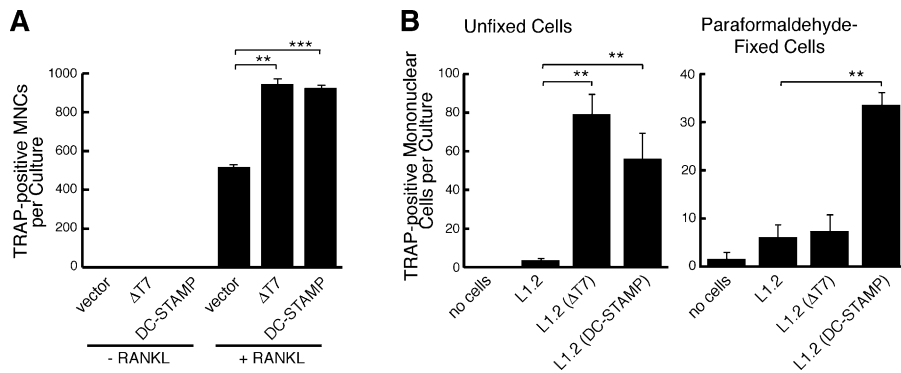 A
TRAP-positive MNCs
per Culture
1000
800
600
400
200
0
**
***
vector
ΔT7
DC-STAMP
vector
ΔT7
DC-STAMP
- RANKL
+ RANKL
B
Unfixed Cells
TRAP-positive Mononuclear
Cells per Culture
100
80
60
40
20
0
**
**
no cells
L1.2
L1.2 (ΔT7)
L1.2 (DC-STAMP)
Paraformaldehyde-
Fixed Cells
40
30
20
10
0
**
no cells
L1.2
L1.2 (ΔT7)
L1.2 (DC-STAMP)